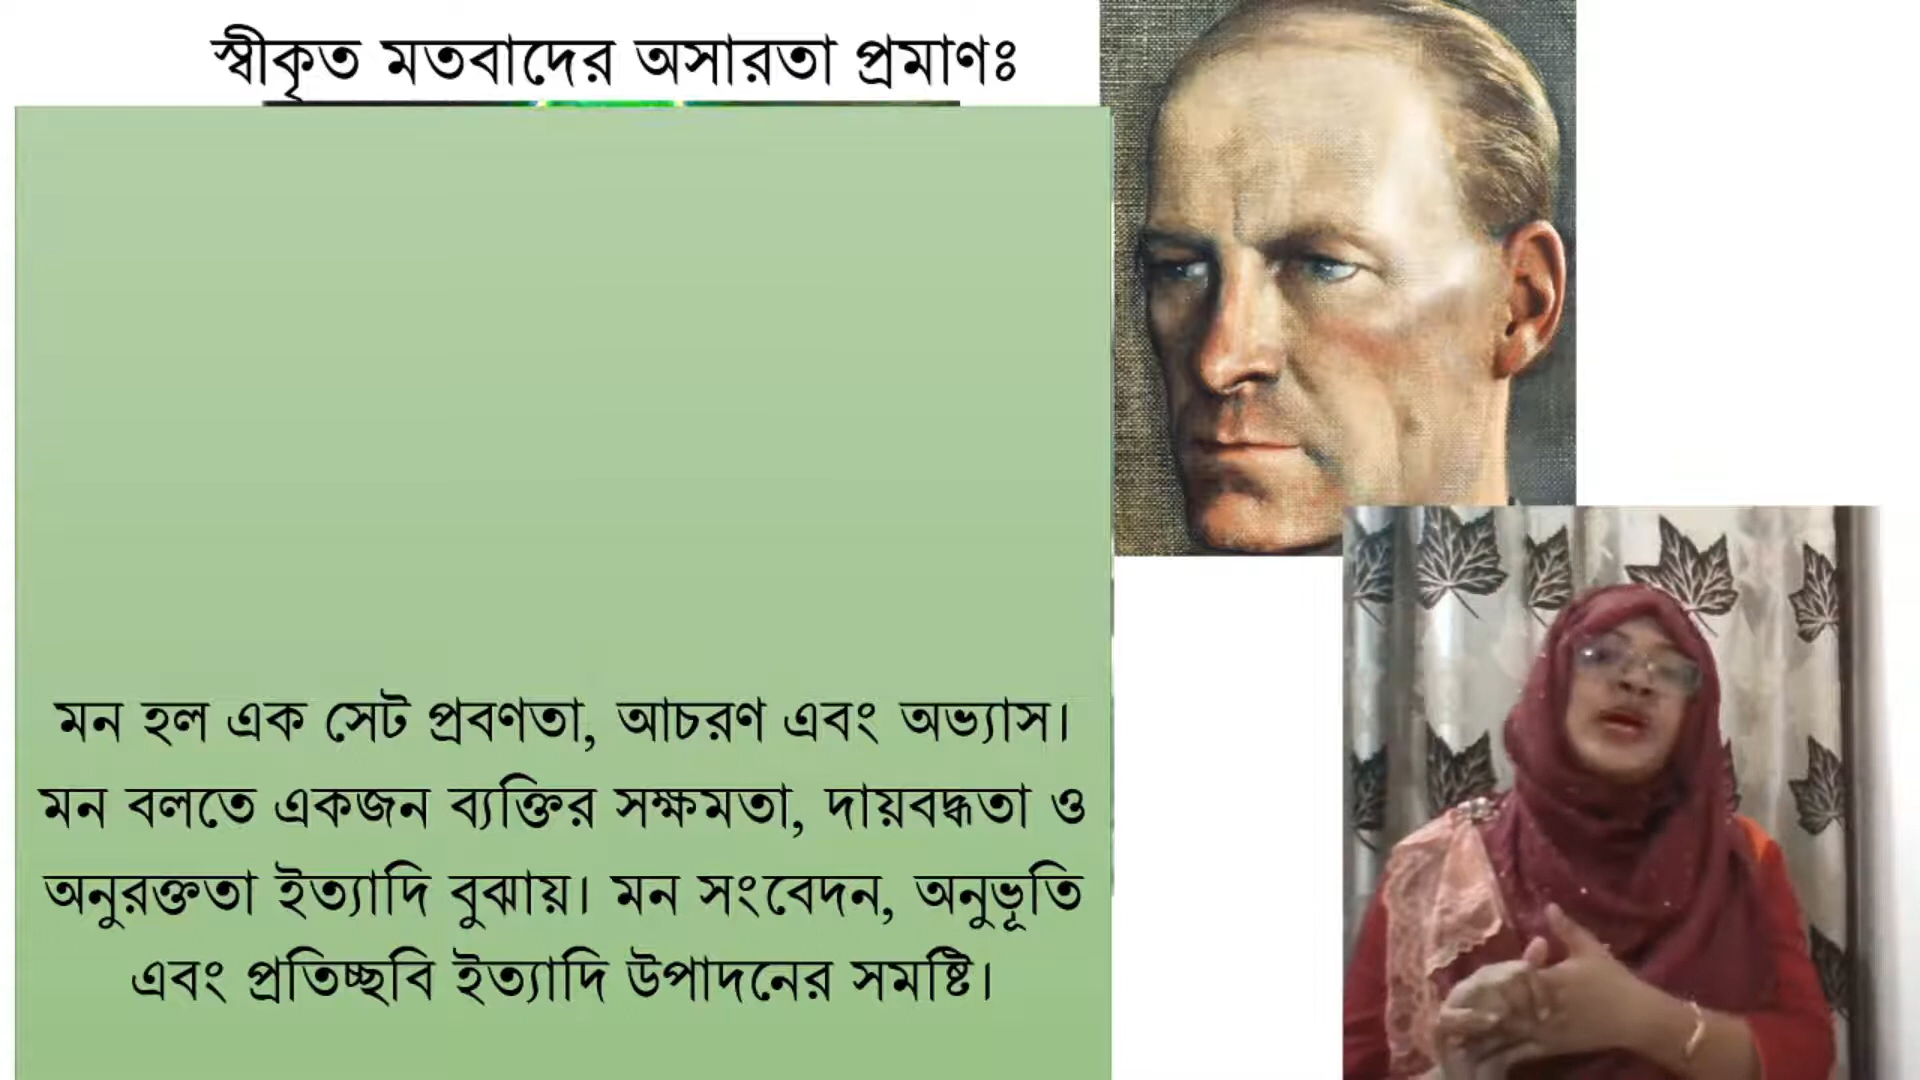 স্বীকৃত মতবাদের অসারতা প্রমাণঃ
মন হল এক সেট প্রবণতা, আচরণ এবং অভ্যাস।
মন বলতে একজন ব্যক্তির সক্ষমতা, দায়বদ্ধতা ও
অনুরক্ততা ইত্যাদি বুঝায়। মন সংবেদন, অনুভূতি
এবং প্রতিচ্ছবি ইত্যাদি উপাদনের সমষ্টি।